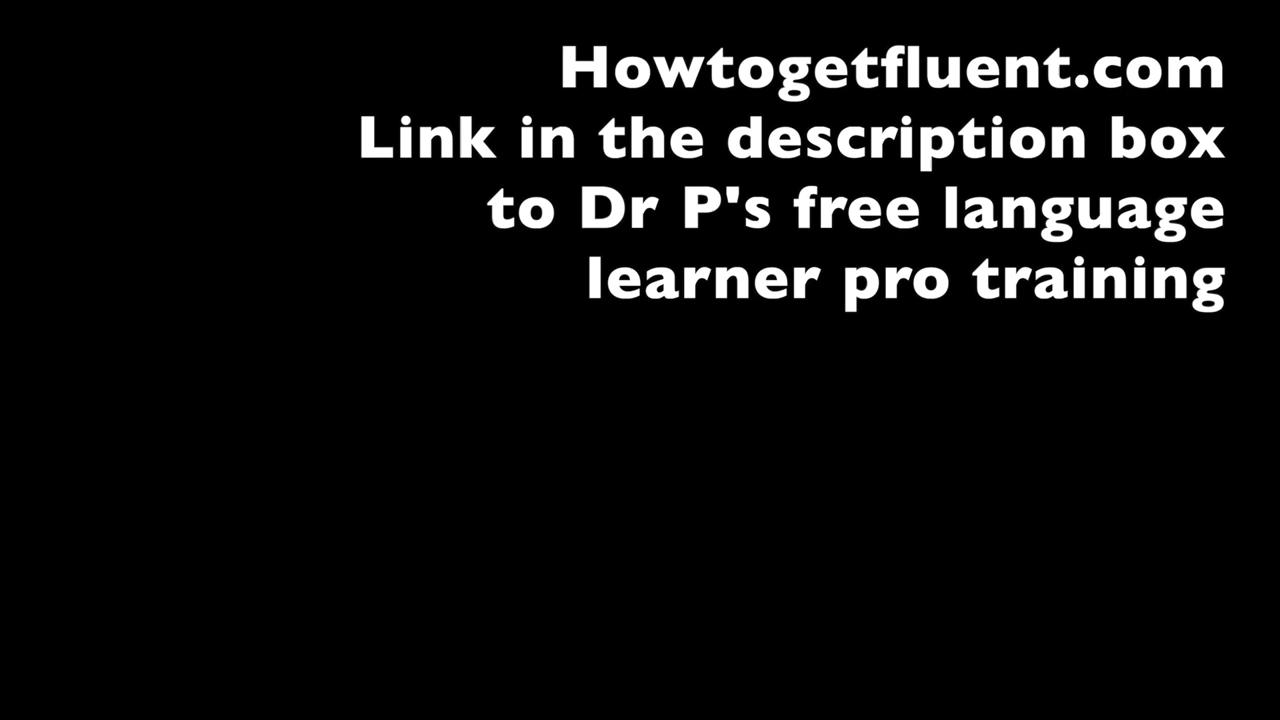 Howtogetfluent.com
Link in the description box
to Dr P's free language
learner pro training